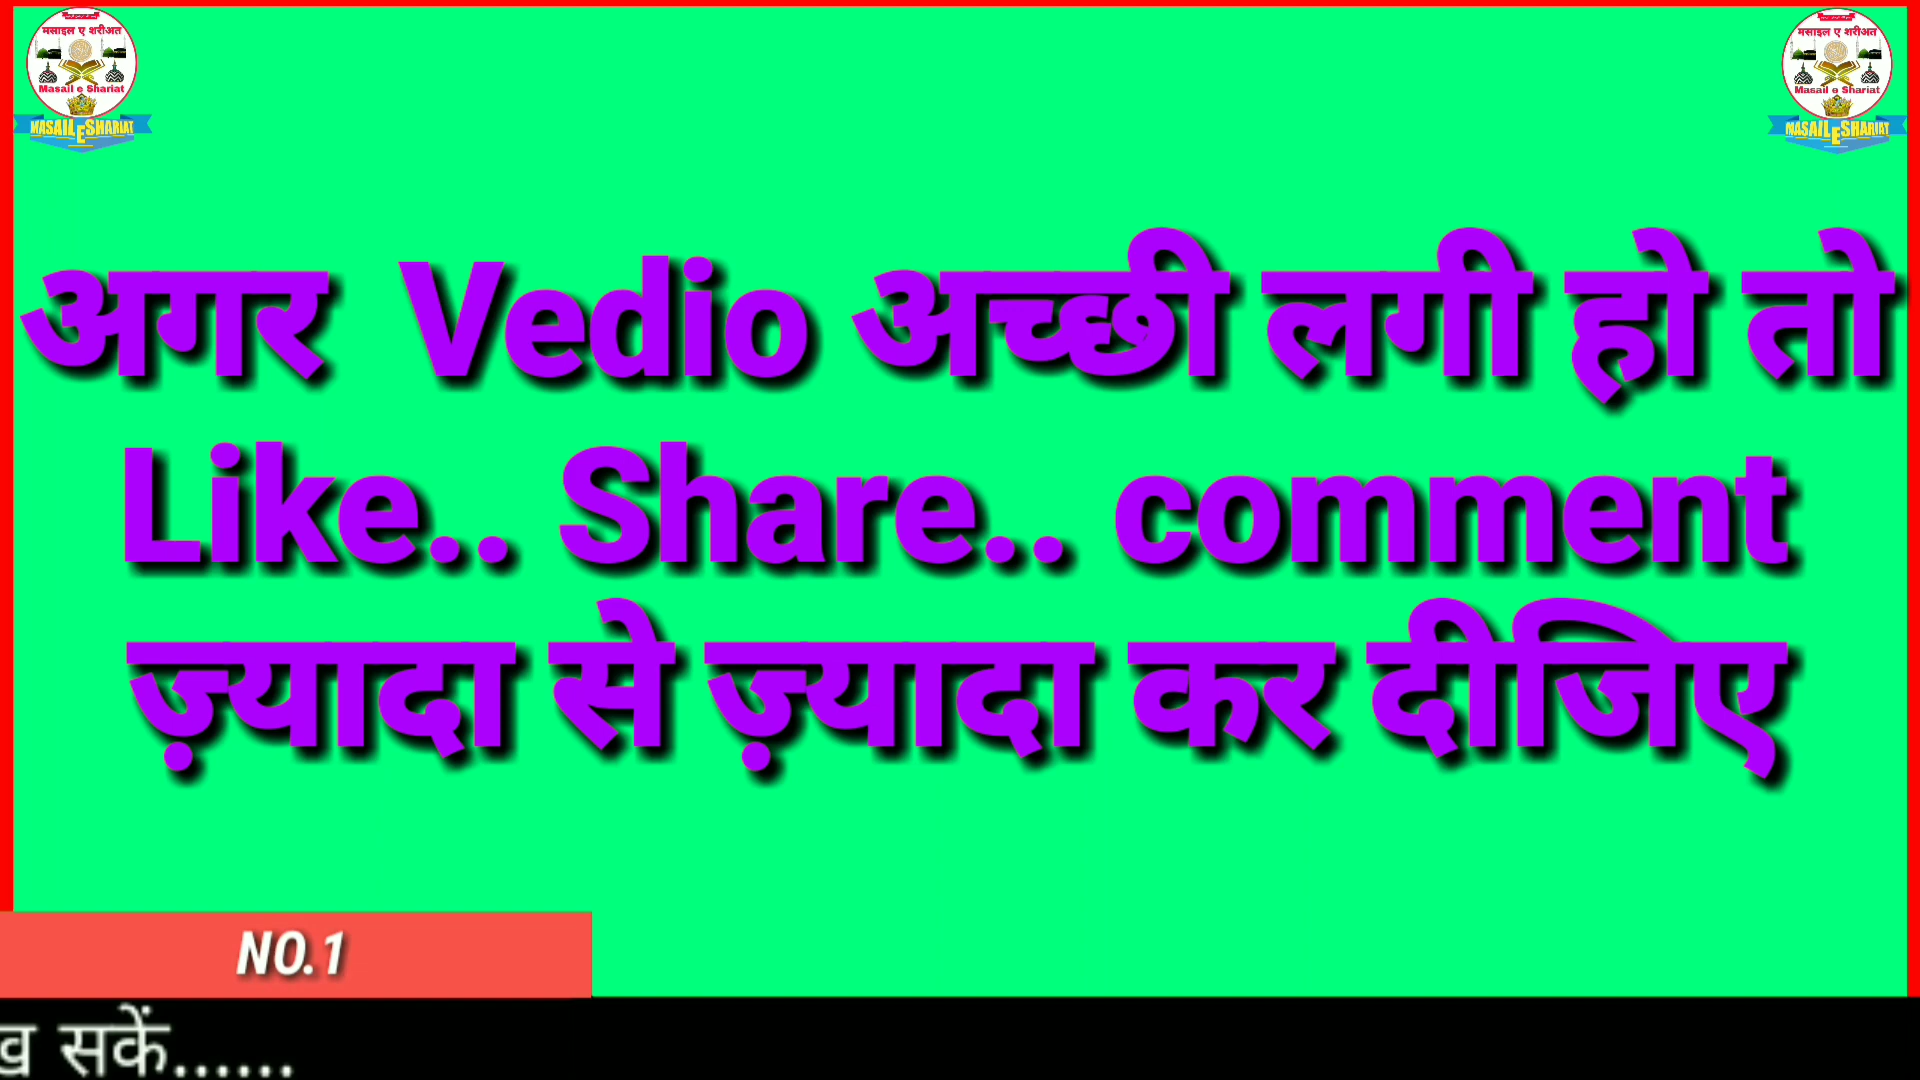 मसाइल ए शरीअत
Masail e Shariat
MASAIL E SHARIAT
मसाइल ए शरीअत
Masail e Shariat
MASAIL E SHARIAT
अगर Vedio अच्छी लगी हो तो
Like.. Share.. comment
ज़्यादा से ज़्यादा कर दीजिए
NO.1
सकें......